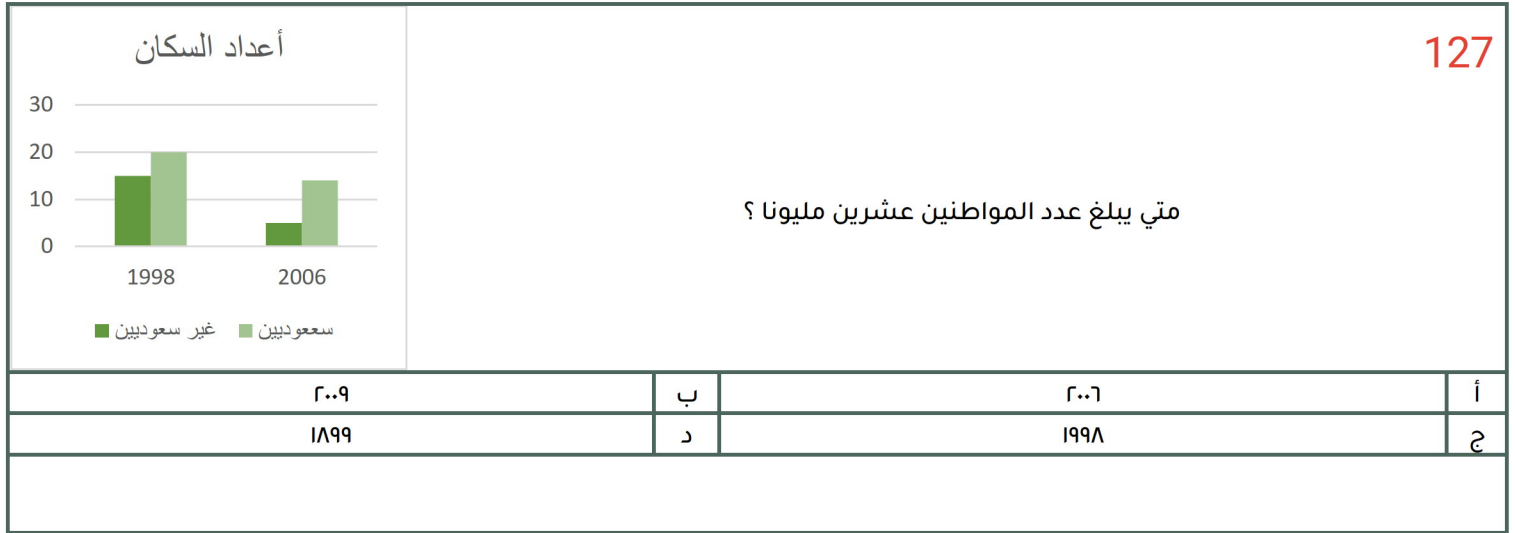 127
أعداد السكان
30
20
10
0
1998 2006
غير سعوديين سععوديين
متي يبلغ عدد المواطنين عشرين مليونا ؟
أ ٢٠٠٦ ب ٢٠٠٩
ج ١٩٩٨ د ١٨٩٩